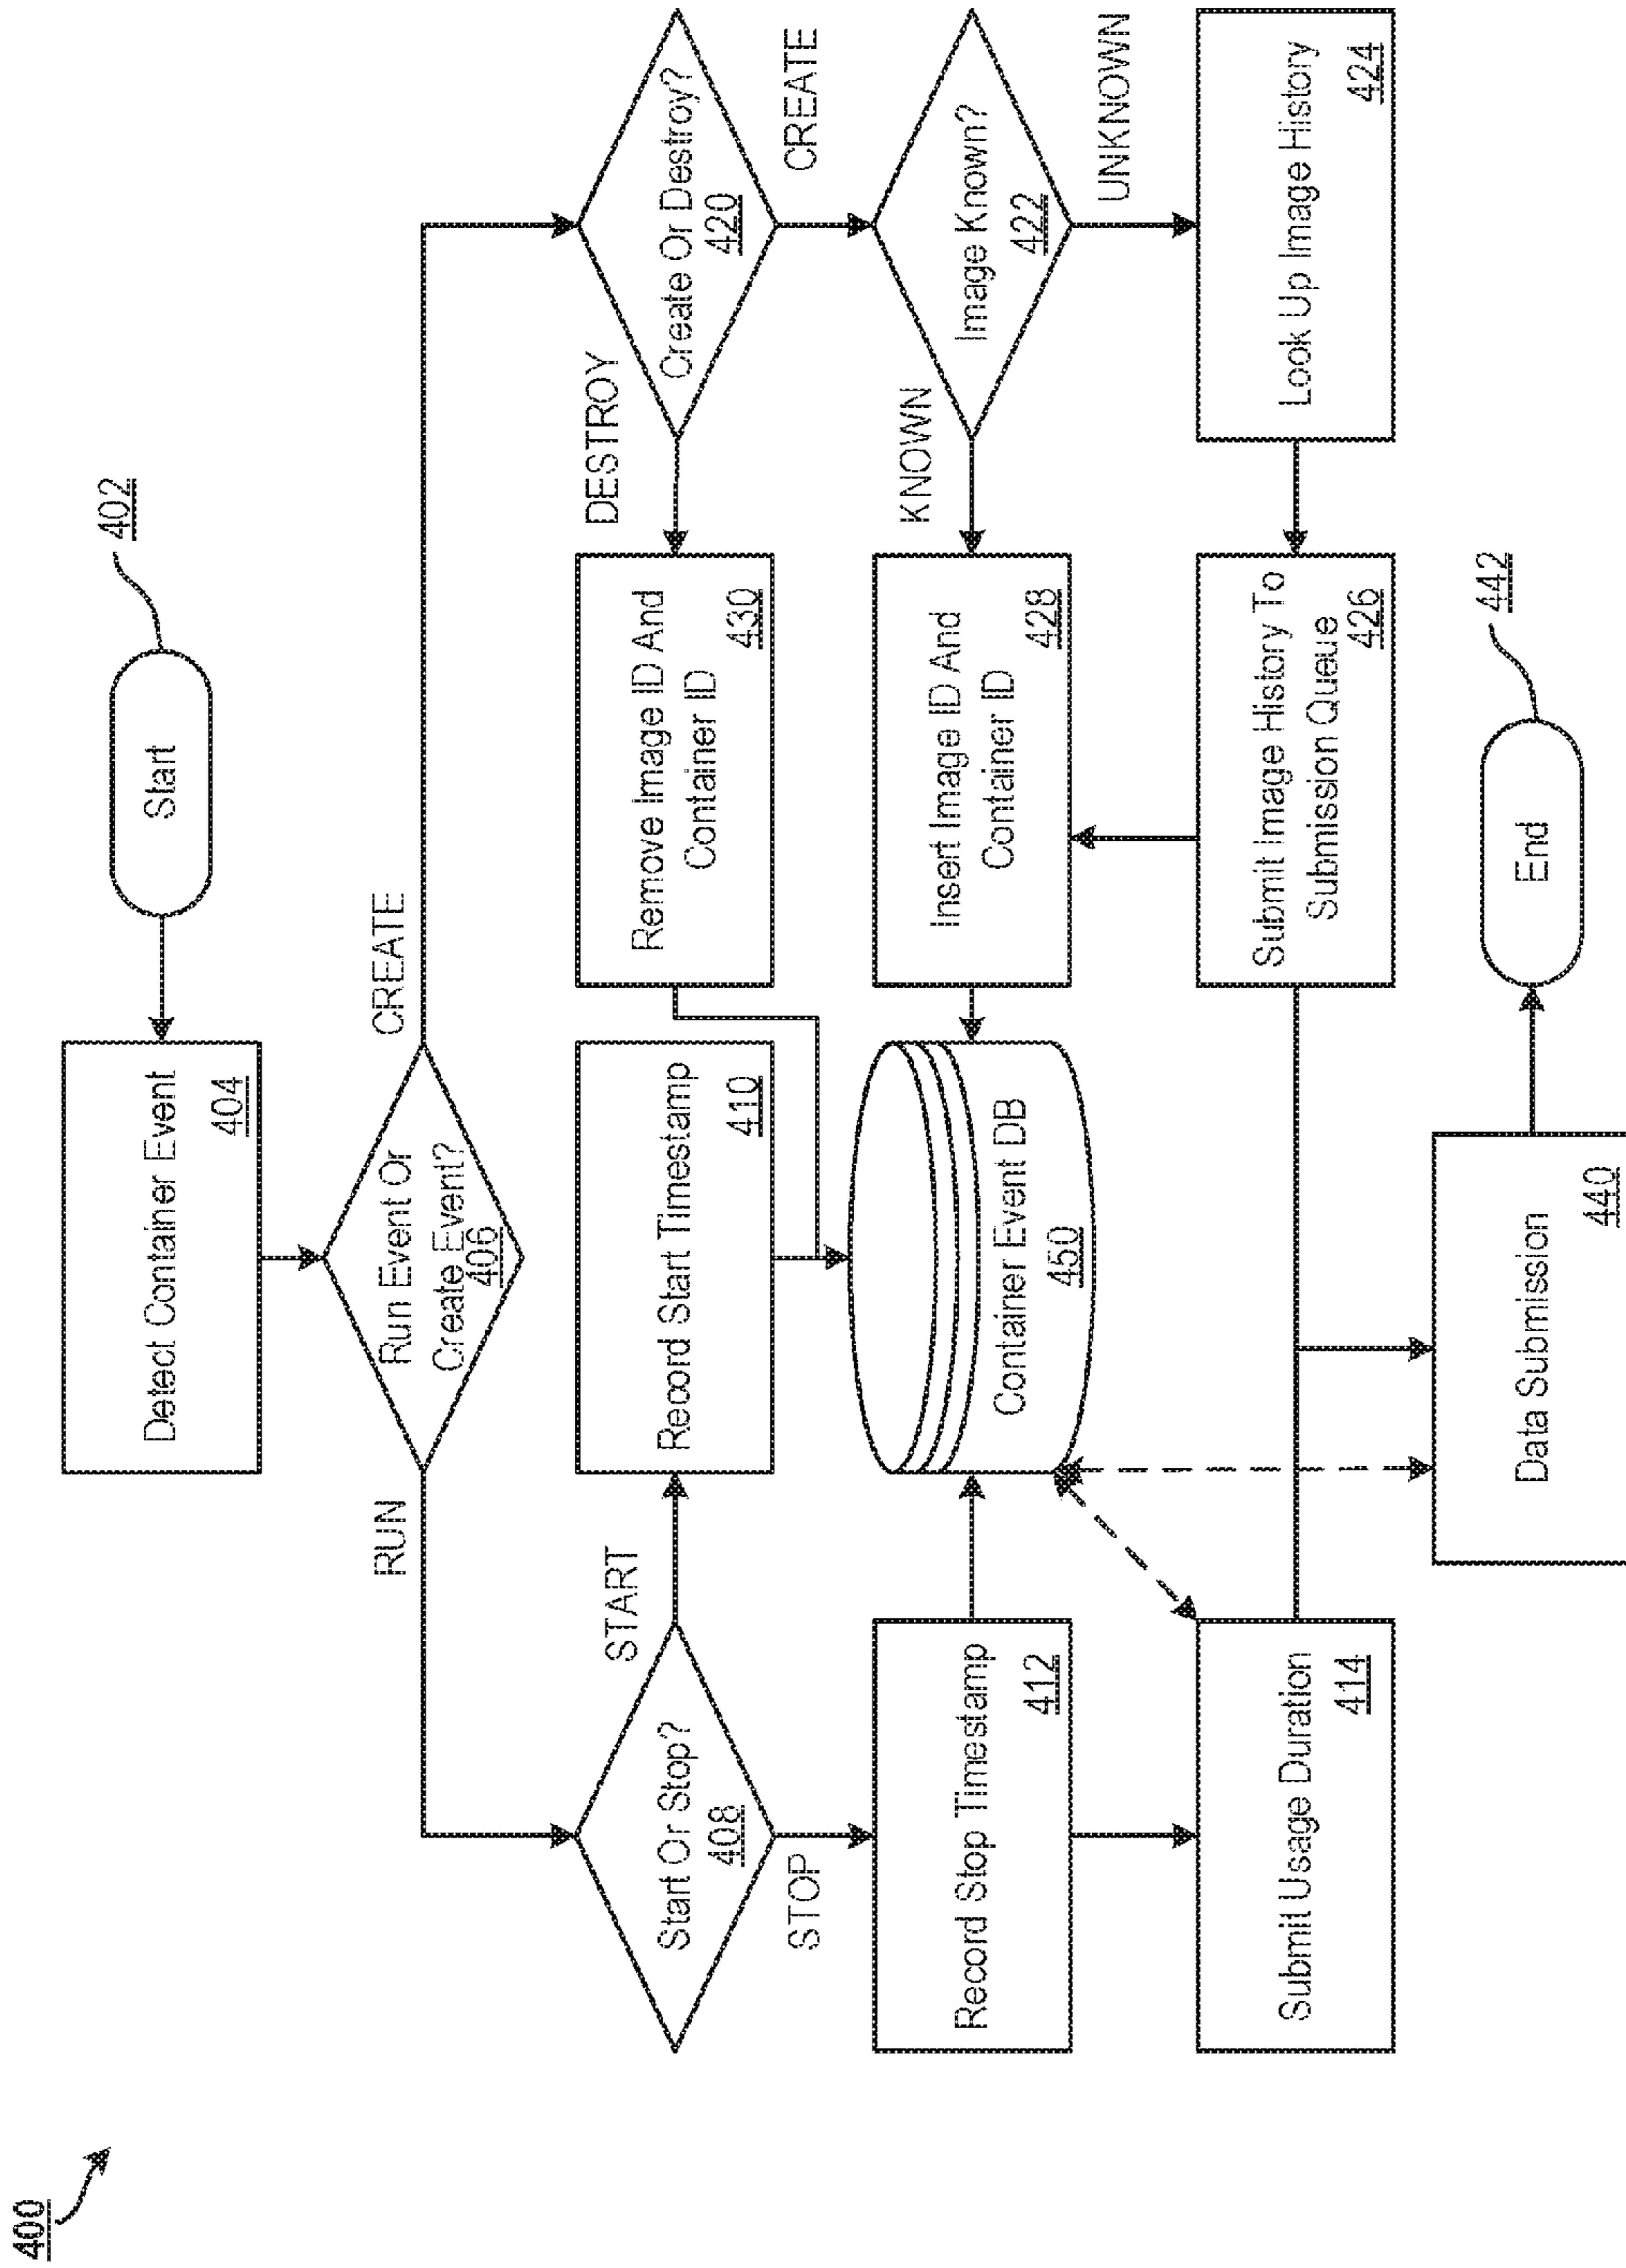 400
402
Start
Detect Container Event
404
Run Event Or
Create Event?
406
RUN
CREATE
Start Or Stop?
408
START
STOP
Record Start Timestamp
410
Remove Image ID And
Container ID
430
DESTROY
Create Or Destroy?
420
CREATE
Record Stop Timestamp
412
Container Event DB
450
Insert Image ID And
Container ID
428
KNOWN
Image Known?
422
UNKNOWN
Submit Usage Duration
414
Submit Image History To
Submission Queue
426
Look Up Image History
424
Data Submission
440
End
442